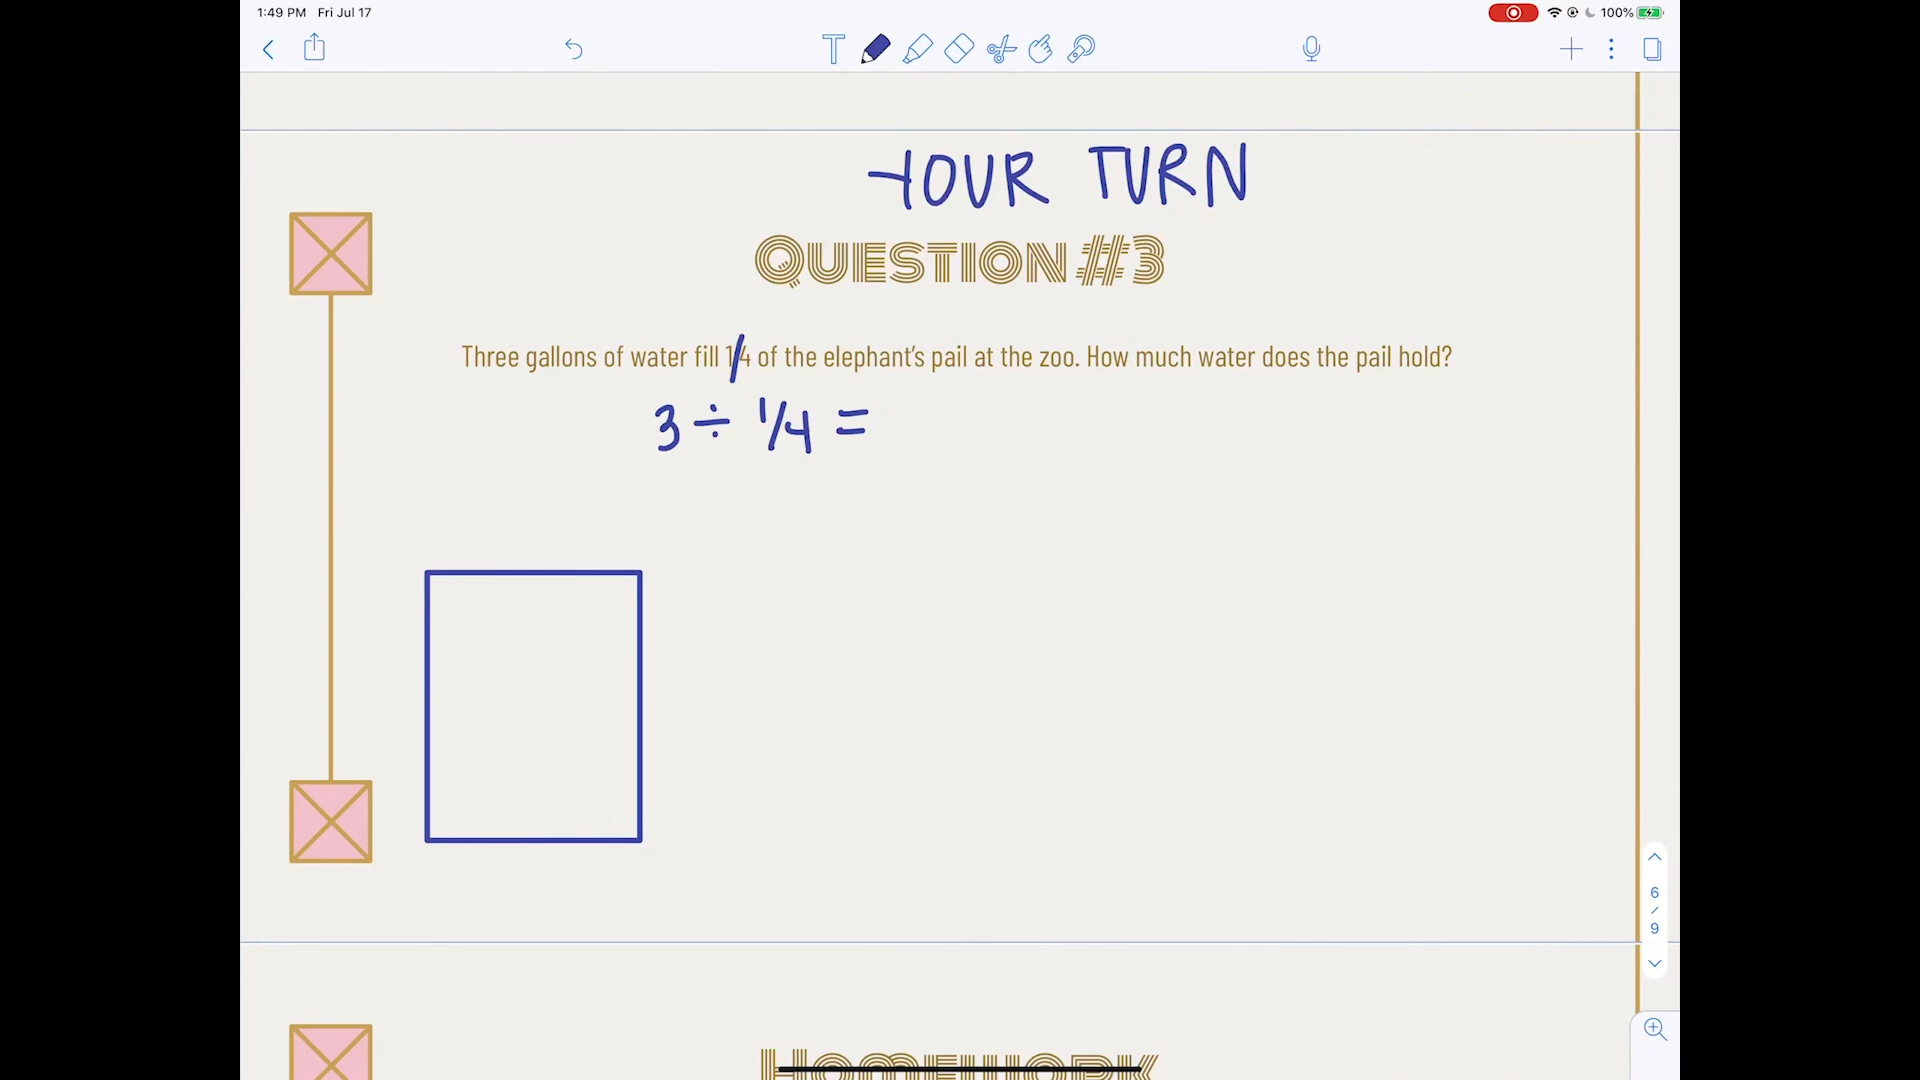 1:49 PM Fri Jul 17
100%
T
YOUR TURN
QUESTION #3
Three gallons of water fill 1/4 of the elephant's pail at the zoo. How much water does the pail hold?
3 ÷ 1/4 =
6
/
9
HOMEWORK